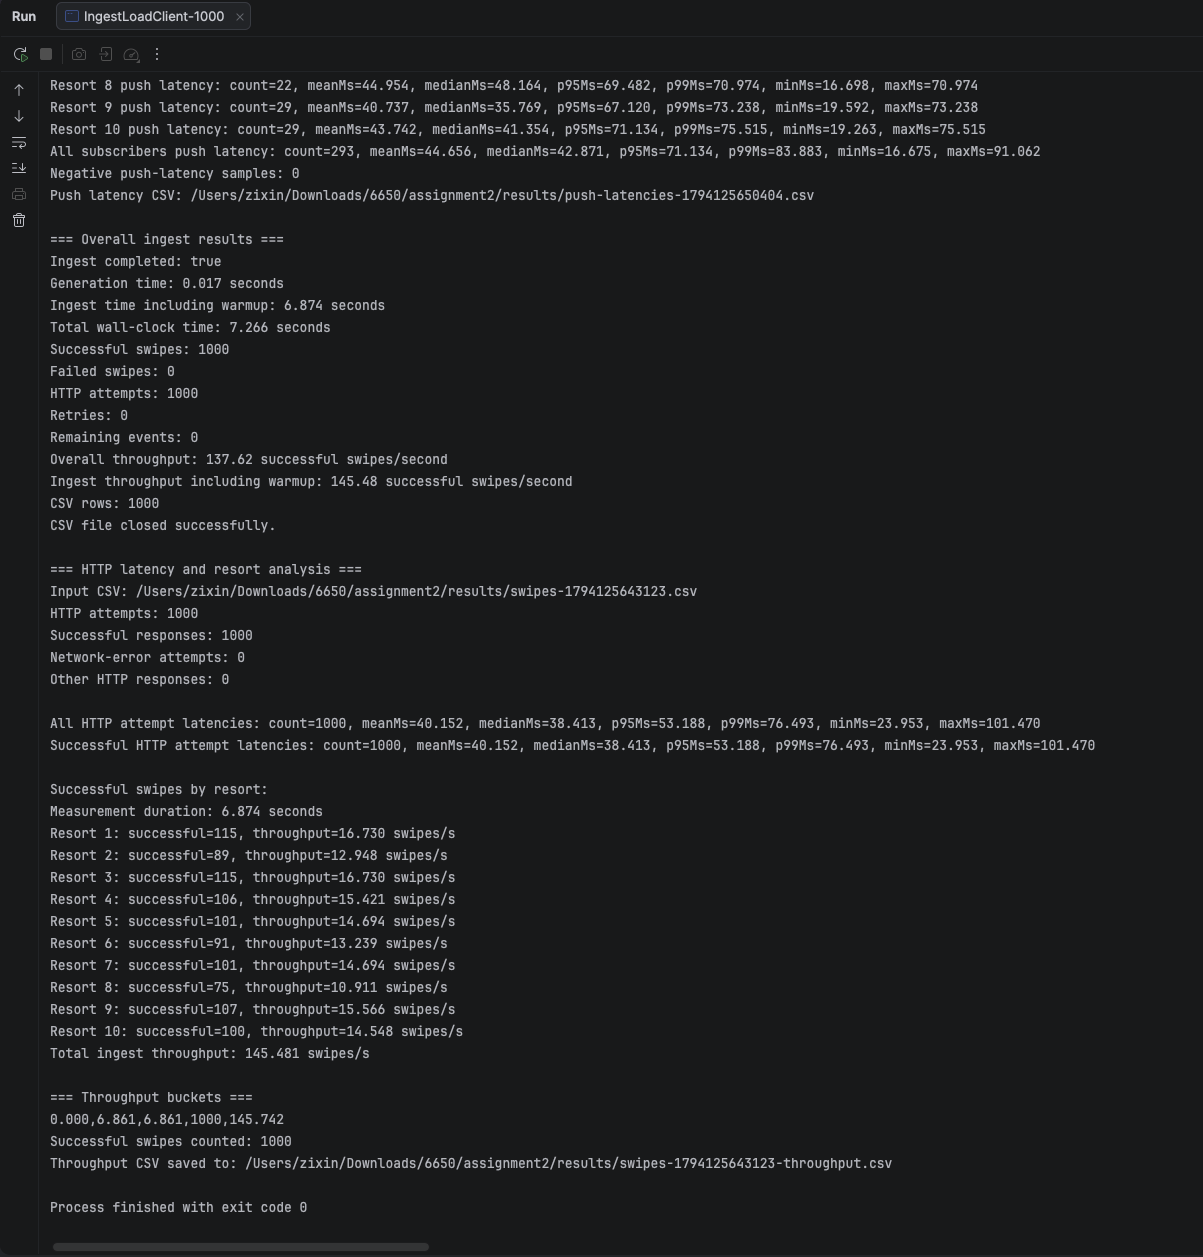 Run
IngestLoadClient-1000
Resort 8 push latency: count=22, meanMs=44.954, medianMs=48.164, p95Ms=69.482, p99Ms=70.974, minMs=16.698, maxMs=70.974
Resort 9 push latency: count=29, meanMs=40.737, medianMs=35.769, p95Ms=67.120, p99Ms=73.238, minMs=19.592, maxMs=73.238
Resort 10 push latency: count=29, meanMs=43.742, medianMs=41.354, p95Ms=71.134, p99Ms=75.515, minMs=19.263, maxMs=75.515
All subscribers push latency: count=293, meanMs=44.656, medianMs=42.871, p95Ms=71.134, p99Ms=83.883, minMs=16.675, maxMs=91.062
Negative push-latency samples: 0
Push latency CSV: /Users/zixin/Downloads/6650/assignment2/results/push-latencies-1794125650404.csv
=== Overall ingest results ===
Ingest completed: true
Generation time: 0.017 seconds
Ingest time including warmup: 6.874 seconds
Total wall-clock time: 7.266 seconds
Successful swipes: 1000
Failed swipes: 0
HTTP attempts: 1000
Retries: 0
Remaining events: 0
Overall throughput: 137.62 successful swipes/second
Ingest throughput including warmup: 145.48 successful swipes/second
CSV rows: 1000
CSV file closed successfully.
=== HTTP latency and resort analysis ===
Input CSV: /Users/zixin/Downloads/6650/assignment2/results/swipes-1794125643123.csv
HTTP attempts: 1000
Successful responses: 1000
Network-error attempts: 0
Other HTTP responses: 0
All HTTP attempt latencies: count=1000, meanMs=40.152, medianMs=38.413, p95Ms=53.188, p99Ms=76.493, minMs=23.953, maxMs=101.470
Successful HTTP attempt latencies: count=1000, meanMs=40.152, medianMs=38.413, p95Ms=53.188, p99Ms=76.493, minMs=23.953, maxMs=101.470
Successful swipes by resort:
Measurement duration: 6.874 seconds
Resort 1: successful=115, throughput=16.730 swipes/s
Resort 2: successful=89, throughput=12.948 swipes/s
Resort 3: successful=115, throughput=16.730 swipes/s
Resort 4: successful=106, throughput=15.421 swipes/s
Resort 5: successful=101, throughput=14.694 swipes/s
Resort 6: successful=91, throughput=13.239 swipes/s
Resort 7: successful=101, throughput=14.694 swipes/s
Resort 8: successful=75, throughput=10.911 swipes/s
Resort 9: successful=107, throughput=15.566 swipes/s
Resort 10: successful=100, throughput=14.548 swipes/s
Total ingest throughput: 145.481 swipes/s
=== Throughput buckets ===
0.000,6.861,6.861,1000,145.742
Successful swipes counted: 1000
Throughput CSV saved to: /Users/zixin/Downloads/6650/assignment2/results/swipes-1794125643123-throughput.csv
Process finished with exit code 0